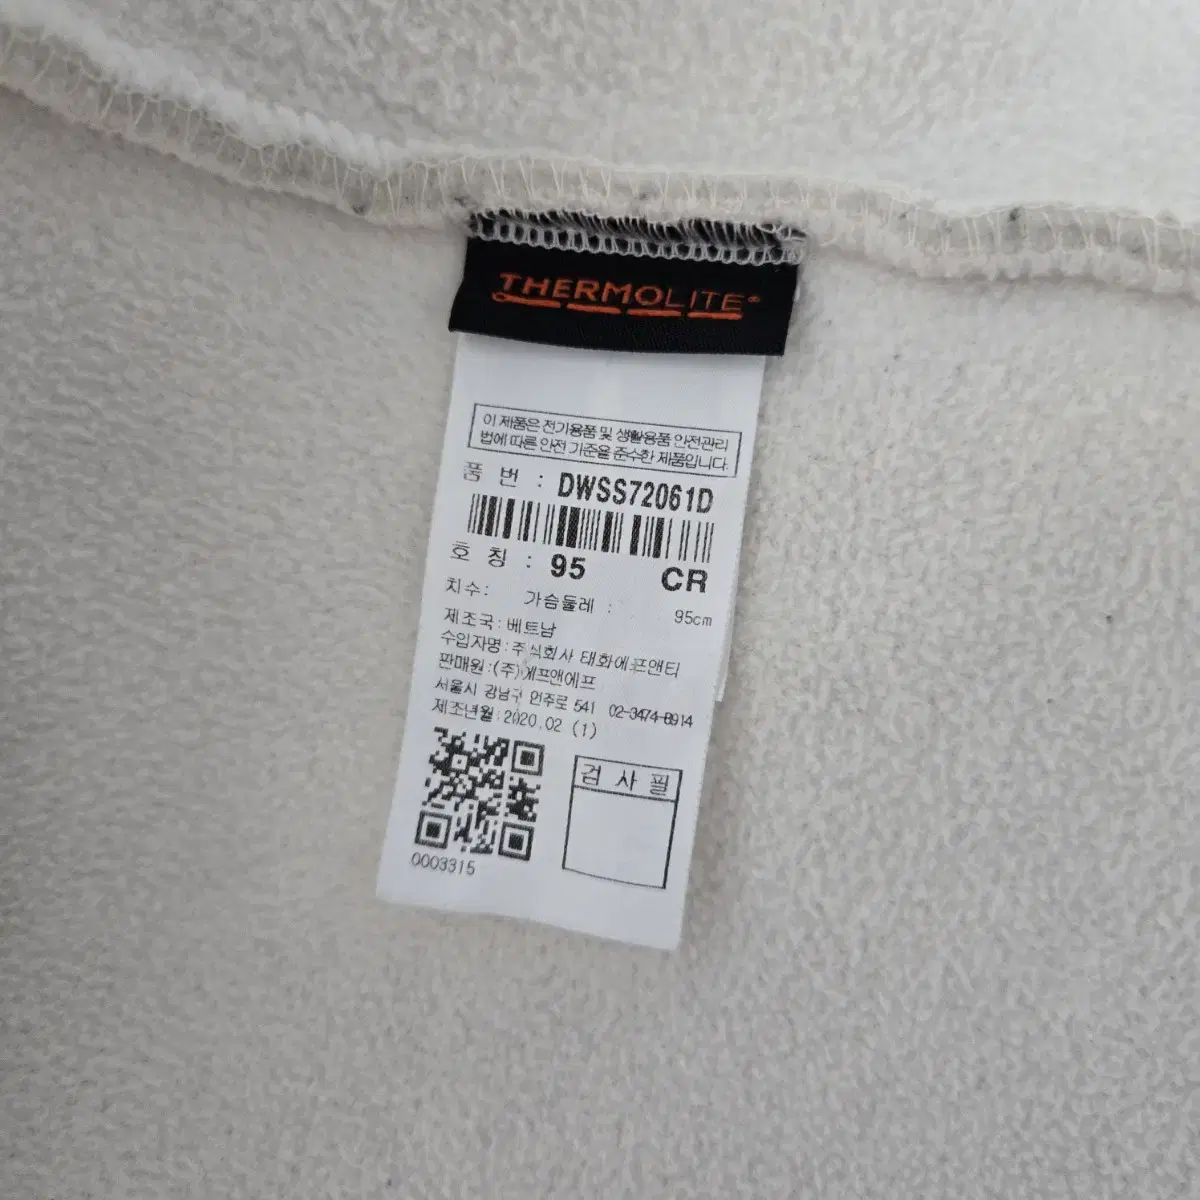 THERMOLITE®
이 제품은 전기용품 및 생활용품 안전관리
법에 따른 안전 기준을 준수한 제품입니다.
품 번 : DWSS72061D
호 칭 : 95 CR
치수: 가슴둘레 : 95cm
제조국 : 베트남
수입자명 : 주식회사 태화에프앤티
판매원 : (주)에프앤에프
서울시 강남구 언주로 541 02-3474-8914
제조년월 : 2020.02 (1)
검 사 필
0003315